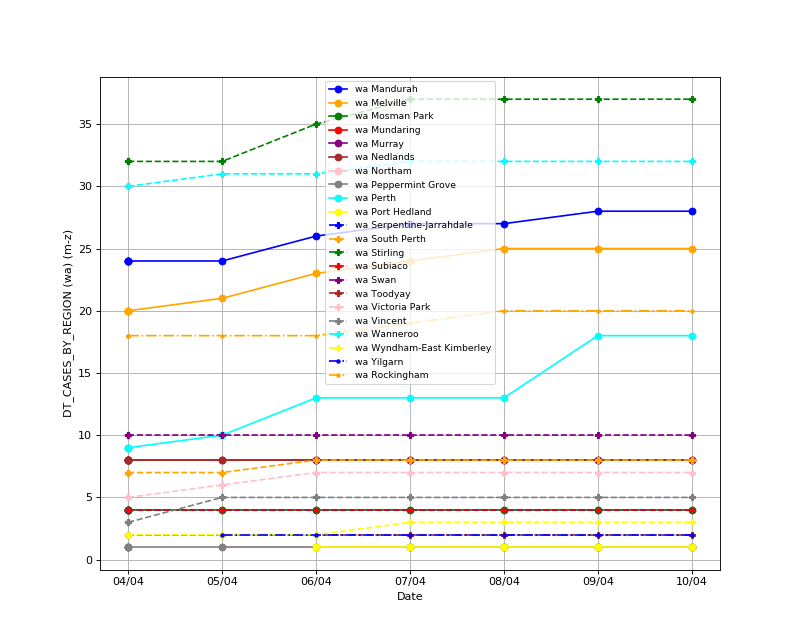 DT_CASES_BY_REGION (wa) (m-z)
35
30
25
20
15
10
5
0
wa Mandurah
wa Melville
wa Mosman Park
wa Mundaring
wa Murray
wa Nedlands
wa Northam
wa Peppermint Grove
wa Perth
wa Port Hedland
wa Serpentine-Jarrahdale
wa South Perth
wa Stirling
wa Subiaco
wa Swan
wa Toodyay
wa Victoria Park
wa Vincent
wa Wanneroo
wa Wyndham-East Kimberley
wa Yilgarn
wa Rockingham
04/04 05/04 06/04 07/04 08/04 09/04 10/04
Date